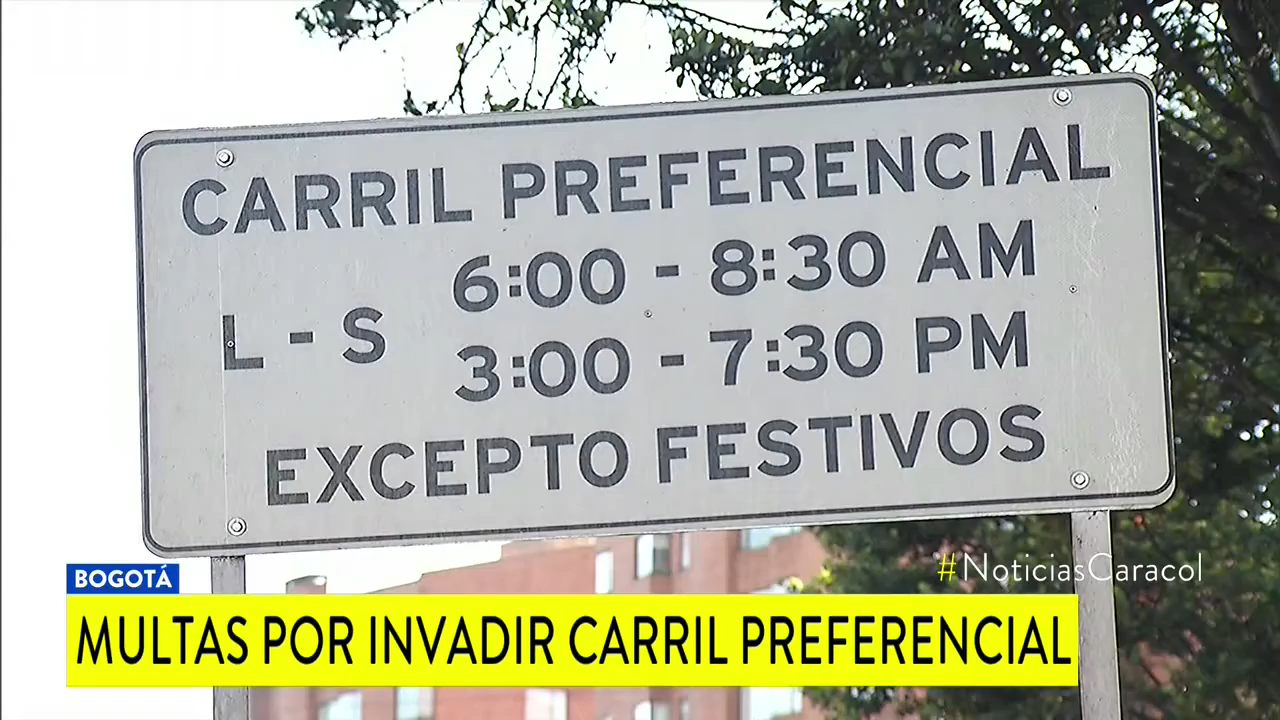 CARRIL PREFERENCIAL
6:00 - 8:30 AM
L - S
3:00 - 7:30 PM
EXCEPTO FESTIVOS
#NoticiasCaracol
BOGOTÁ
MULTAS POR INVADIR CARRIL PREFERENCIAL